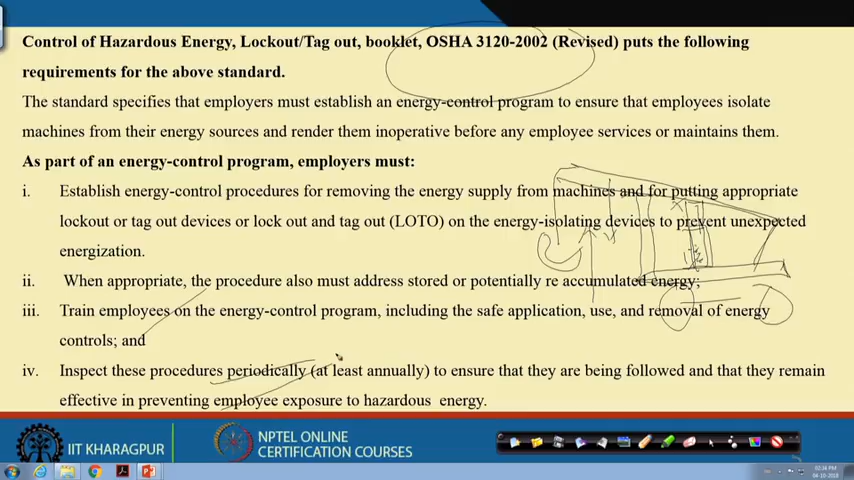 Control of Hazardous Energy, Lockout/Tag out, booklet, OSHA 3120-2002 (Revised) puts the following
requirements for the above standard.
The standard specifies that employers must establish an energy-control program to ensure that employees isolate
machines from their energy sources and render them inoperative before any employee services or maintains them.
As part of an energy-control program, employers must:
i. Establish energy-control procedures for removing the energy supply from machines and for putting appropriate
lockout or tag out devices or lock out and tag out (LOTO) on the energy-isolating devices to prevent unexpected
energization.
ii. When appropriate, the procedure also must address stored or potentially re accumulated energy;
iii. Train employees on the energy-control program, including the safe application, use, and removal of energy
controls; and
iv. Inspect these procedures periodically (at least annually) to ensure that they are being followed and that they remain
effective in preventing employee exposure to hazardous energy.
IIT KHARAGPUR
NPTEL ONLINE
CERTIFICATION COURSES
02:34 PM
04-10-2018